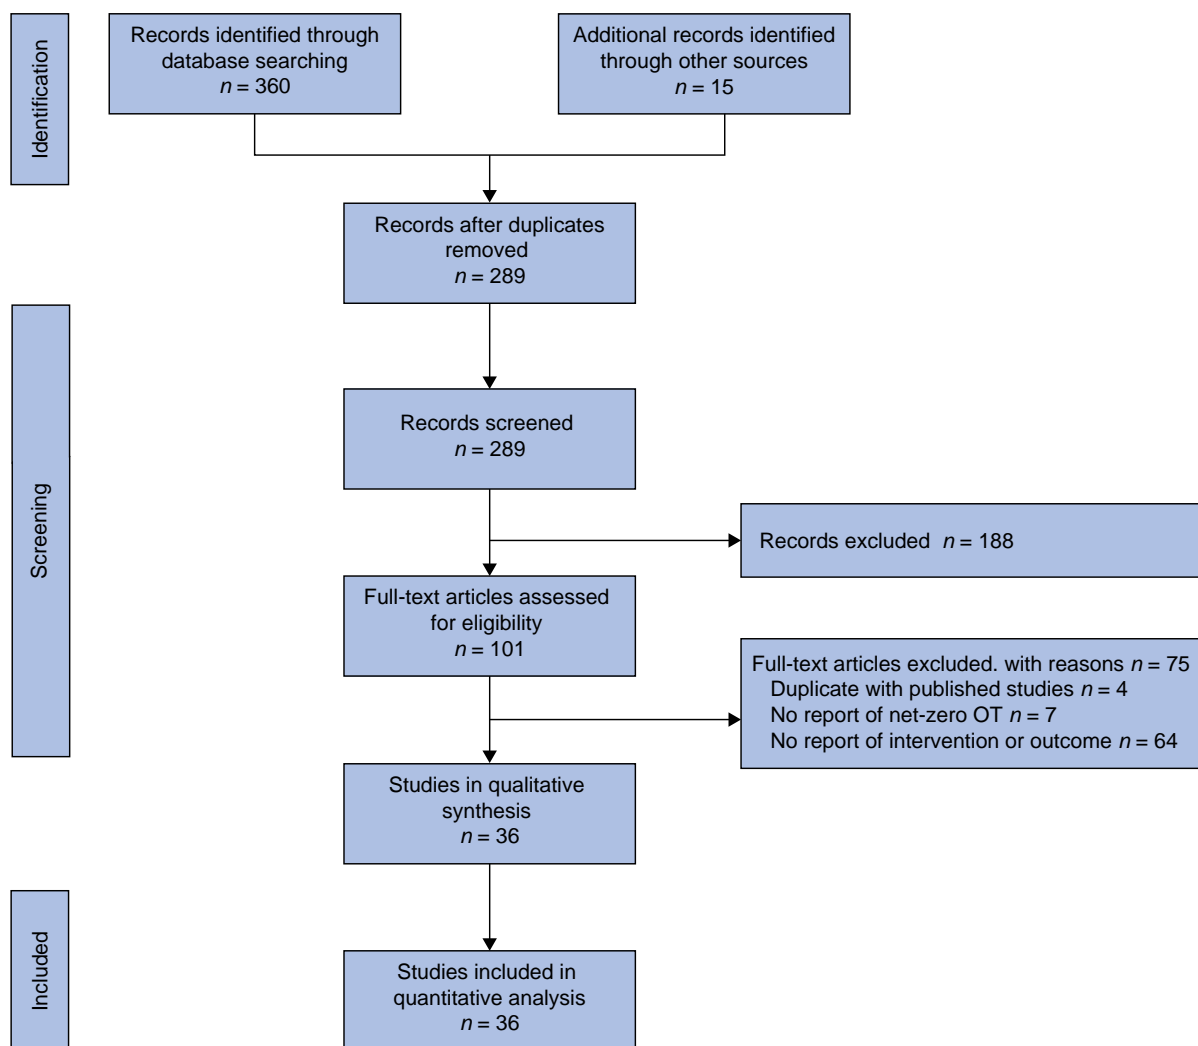 Identification
Records identified through
database searching
n = 360
Additional records identified
through other sources
n = 15
Records after duplicates
removed
n = 289
Screening
Records screened
n = 289
Records excluded n = 188
Full-text articles assessed
for eligibility
n = 101
Full-text articles excluded. with reasons n = 75
Duplicate with published studies n = 4
No report of net-zero OT n = 7
No report of intervention or outcome n = 64
Studies in qualitative
synthesis
n = 36
Included
Studies included in
quantitative analysis
n = 36